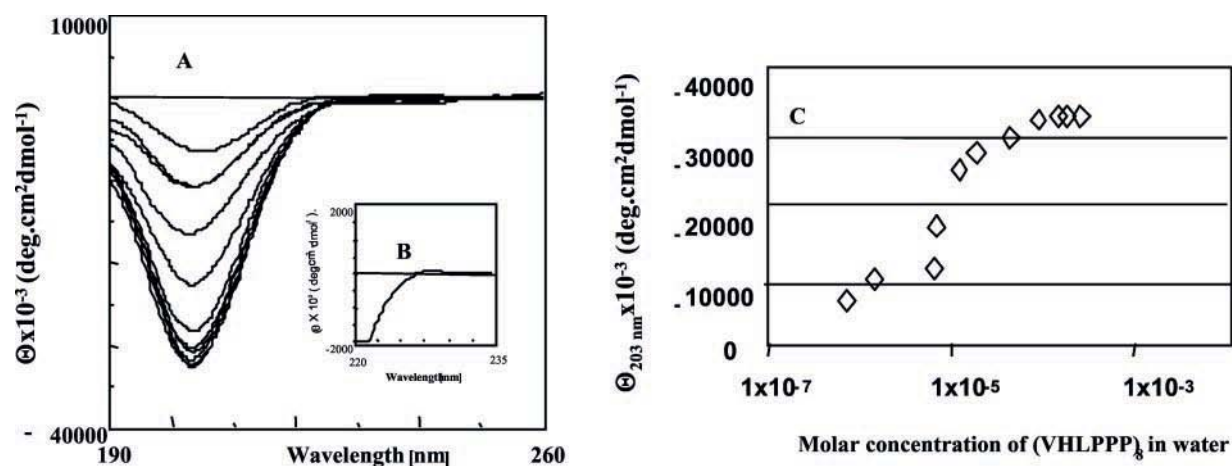 10000
A
Θx10⁻³ (deg.cm²dmol⁻¹)
- 40000
190
Wavelength [nm]
260
2000
B
-2000
220
235
Wavelength[nm]
Θ₂₀₃ nm x10⁻³ (deg.cm²dmol⁻¹)
- 40000
C
- 30000
- 20000
- 10000
0
1x10⁻⁷
1x10⁻⁵
1x10⁻³
Molar concentration of (VHLPPP)₈ in water